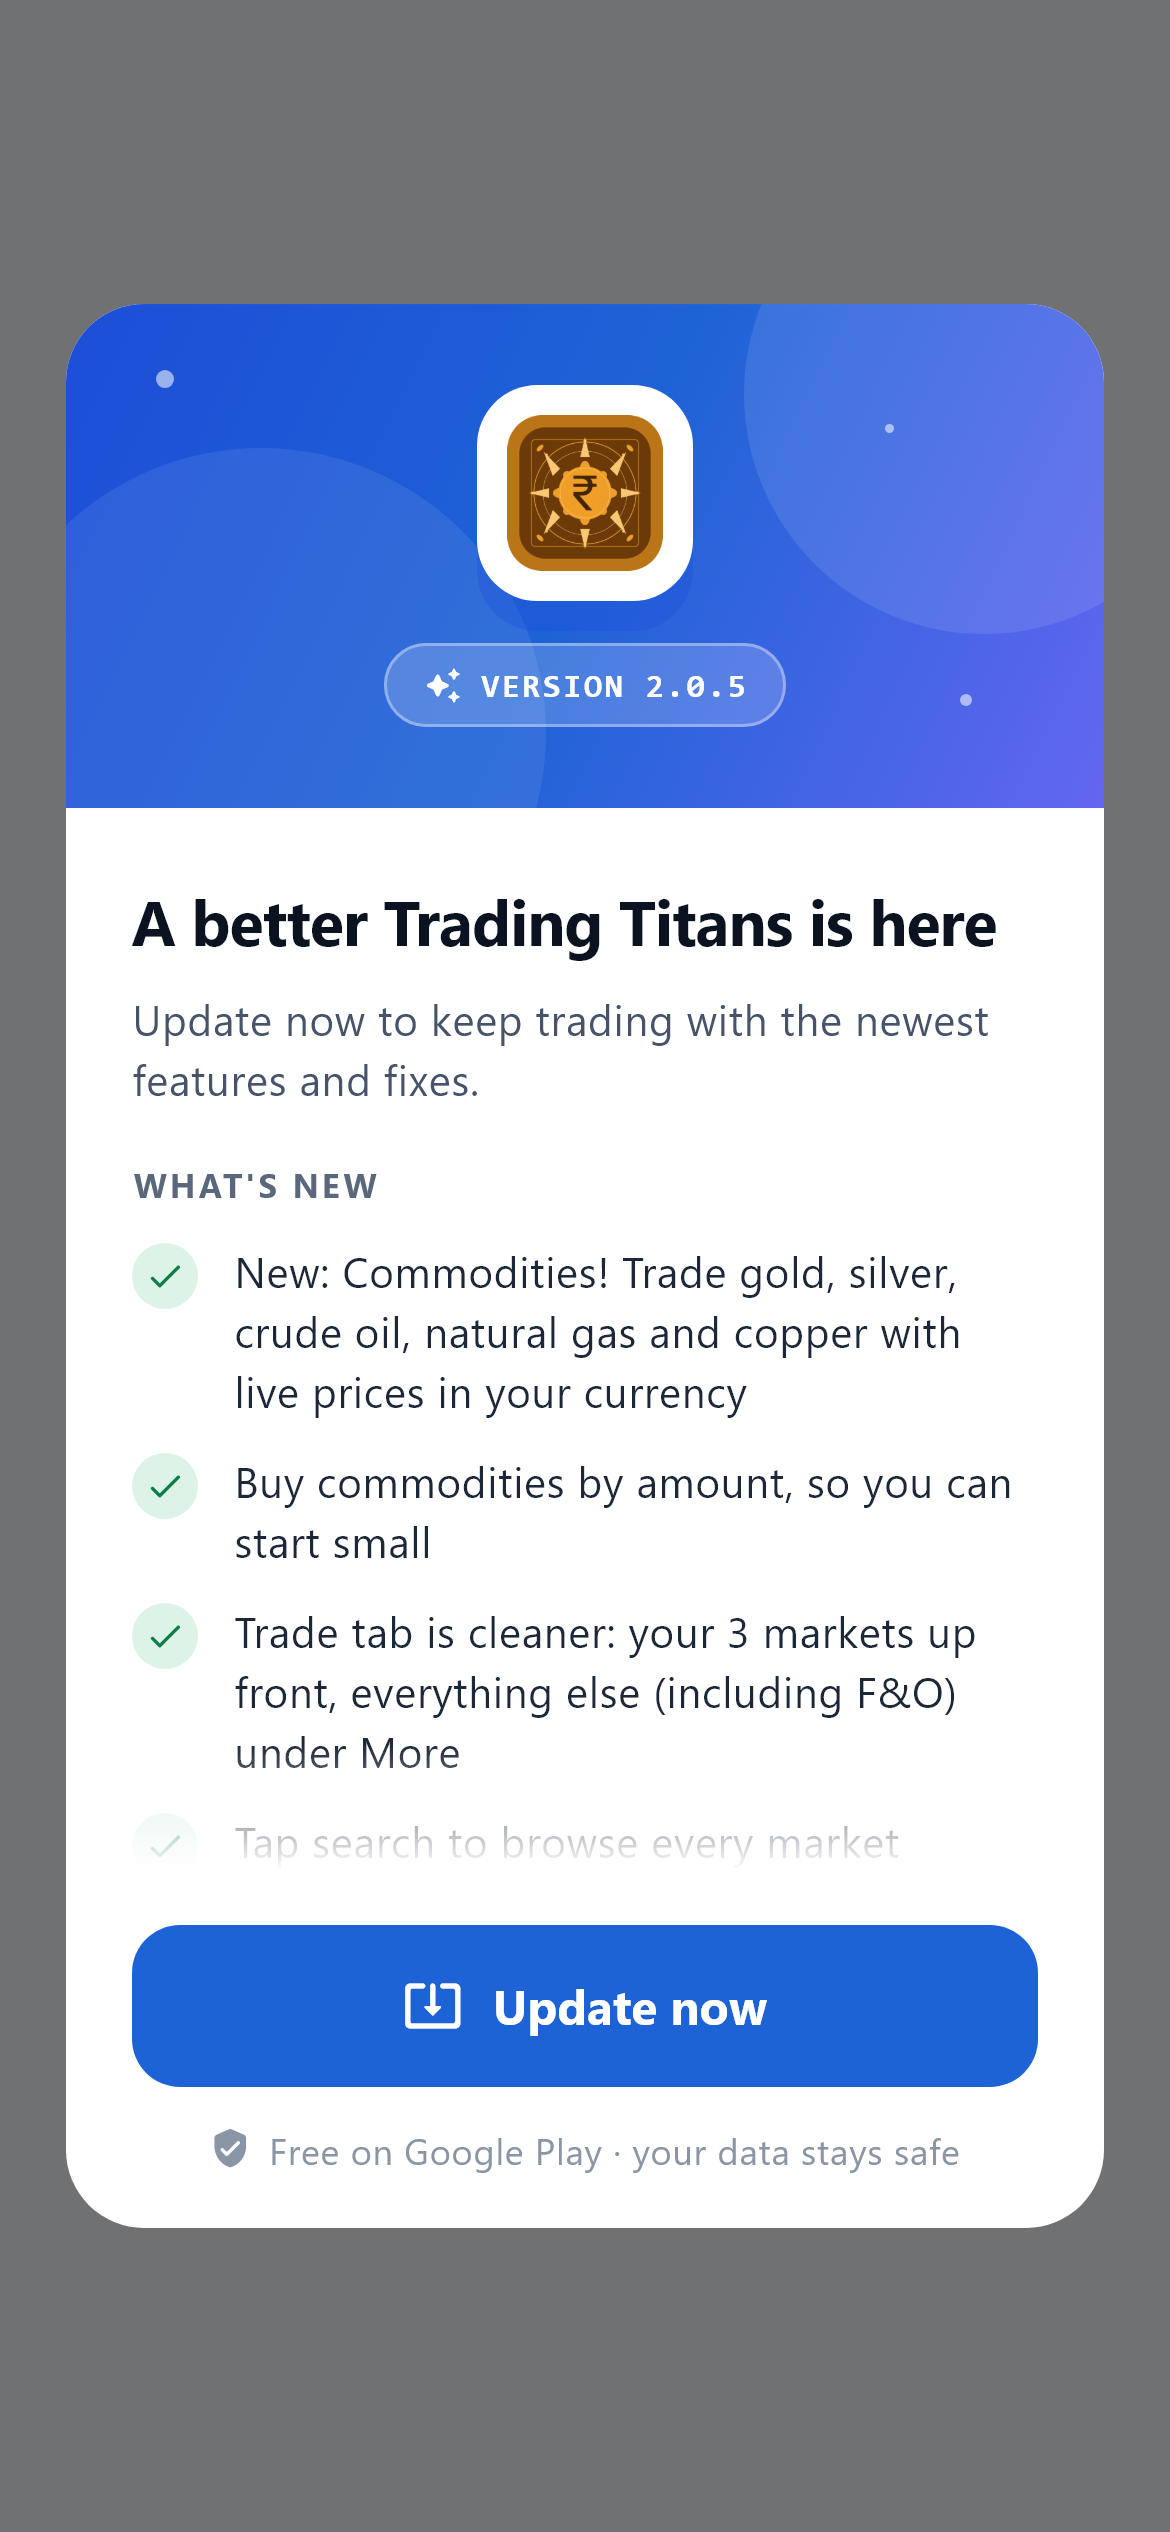 ₹
VERSION 2.0.5
A better Trading Titans is here
Update now to keep trading with the newest
features and fixes.
WHAT'S NEW
New: Commodities! Trade gold, silver,
crude oil, natural gas and copper with
live prices in your currency
Buy commodities by amount, so you can
start small
Trade tab is cleaner: your 3 markets up
front, everything else (including F&O)
under More
Tap search to browse every market
Update now
Free on Google Play · your data stays safe